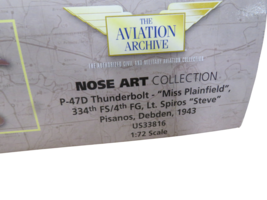 THE
AVIATION
ARCHIVE
NOSE ART COLLECTION
P-47D Thunderbolt - "Miss Plainfield",
334th FS/4th FG, Lt. Spiros "Steve"
Pisanos, Debden, 1943
US33816
1:72 Scale